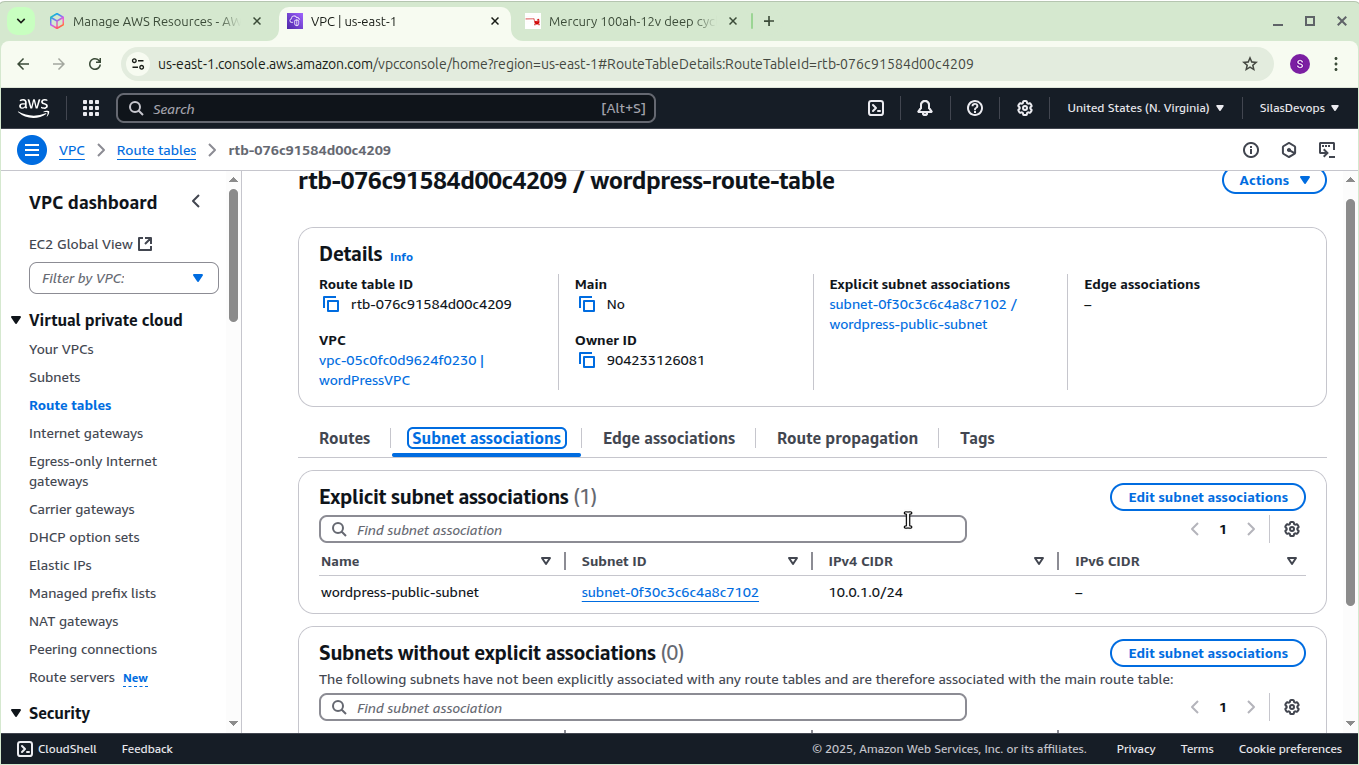 Manage AWS Resources - AW
VPC | us-east-1
Mercury 100ah-12v deep cyc
us-east-1.console.aws.amazon.com/vpcconsole/home?region=us-east-1#RouteTableDetails:RouteTableId=rtb-076c91584d00c4209
S
aws
Search
[Alt+S]
United States (N. Virginia)
SilasDevops
VPC
Route tables
rtb-076c91584d00c4209
VPC dashboard
EC2 Global View
Filter by VPC:
Virtual private cloud
Your VPCs
Subnets
Route tables
Internet gateways
Egress-only Internet
gateways
Carrier gateways
DHCP option sets
Elastic IPs
Managed prefix lists
NAT gateways
Peering connections
Route servers New
Security
rtb-076c91584d00c4209 / wordpress-route-table
Actions
Details Info
Route table ID
rtb-076c91584d00c4209
Main
No
Explicit subnet associations
subnet-0f30c3c6c4a8c7102 /
wordpress-public-subnet
Edge associations
–
VPC
vpc-05c0fc0d9624f0230 |
wordPressVPC
Owner ID
904233126081
Routes
Subnet associations
Edge associations
Route propagation
Tags
Explicit subnet associations (1)
Edit subnet associations
Find subnet association
1
Name
Subnet ID
IPv4 CIDR
IPv6 CIDR
wordpress-public-subnet
subnet-0f30c3c6c4a8c7102
10.0.1.0/24
–
Subnets without explicit associations (0)
Edit subnet associations
The following subnets have not been explicitly associated with any route tables and are therefore associated with the main route table:
Find subnet association
1
CloudShell
Feedback
© 2025, Amazon Web Services, Inc. or its affiliates.
Privacy
Terms
Cookie preferences